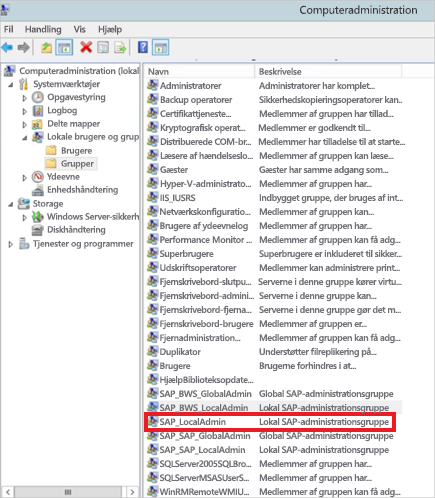 Computeradministration
Fil Handling Vis Hjælp
Computeradministration (lokal
Systemværktøjer
Opgavestyring
Logbog
Delte mapper
Lokale brugere og grup
Brugere
Grupper
Ydeevne
Enhedshåndtering
Storage
Windows Server-sikkerh
Diskhåndtering
Tjenester og programmer
Navn Beskrivelse
Administratorer Administratorer har komplet...
Backup operatorer Sikkerhedskopieringsoperatorer kan...
Certifikattjeneste... Medlemmer af gruppen har tillad...
Kryptografisk operat... Medlemmer er godkendt til...
Distribuerede COM-br... Medlemmer har tilladelse til at starte
Læsere af hændelseslo... Medlemmer af gruppen kan læse...
Gæster Gæster har samme adgang som...
Hyper-V-administrato... Medlemmer af gruppen har...
IIS_IUSRS Indbygget gruppe, der bruges af int...
Netværkskonfiguratio... Medlemmer af gruppen kan...
Brugere af ydeevnelog Medlemmer af gruppen har...
Performance Monitor ... Medlemmer af gruppen kan få adg...
Superbrugere Superbrugere er inkluderet til sikker...
Udskriftsoperatorer Medlemmer kan administrere print...
Fjernskrivebord-slutpu... Serverne i denne gruppe kører virtu...
Fjernskrivebord-admini... Serverne i denne gruppe kan...
Fjernskrivebord-fjerna... Serverne i denne gruppe gør det m...
Fjernskrivebord-brugere Medlemmer af gruppen er...
Fjernadministration... Medlemmer af gruppen kan få adg...
Duplikator Understøtter filreplikering på...
Brugere Brugerne forhindres i at...
HjælpBiblioteksopdate...
SAP_BWS_GlobalAdmin Global SAP-administrationsgruppe
SAP_BWS_LocalAdmin Lokal SAP-administrationsgruppe
SAP_LocalAdmin Lokal SAP-administrationsgruppe
SAP_SAP_GlobalAdmin Global SAP-administrationsgruppe
SAP_SAP_LocalAdmin Lokal SAP-administrationsgruppe
SQLServer2005SQLBro... Medlemmer af gruppen har...
SQLServerMSASUserS... Medlemmer af gruppen har...
WinRMRemoteWMIU... Medlemmer af gruppen kan få adg...